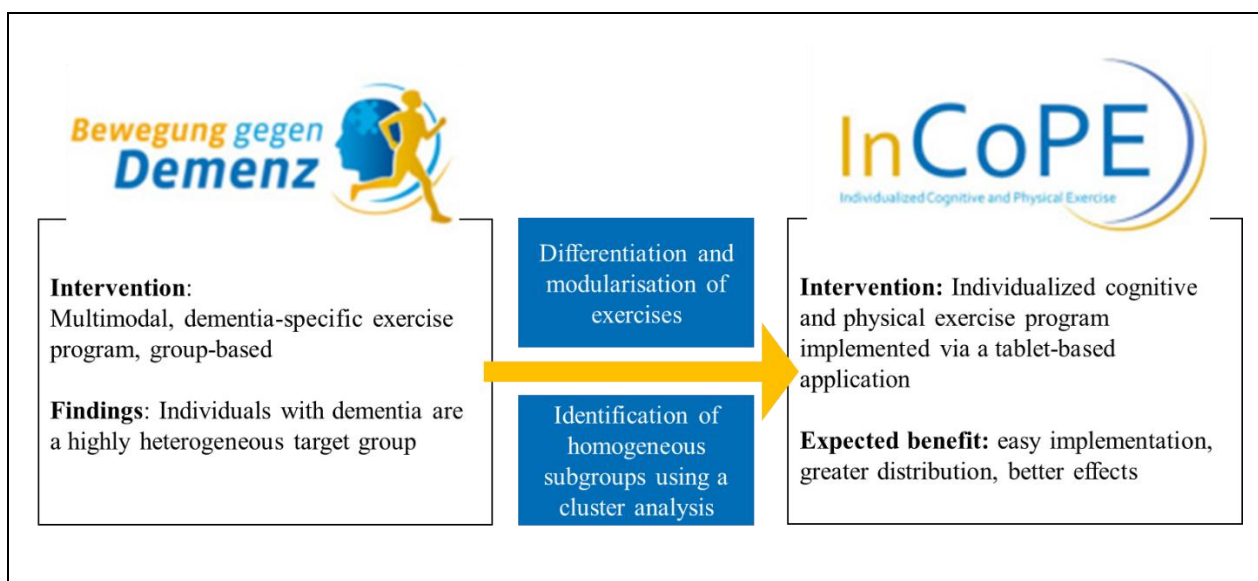 Bewegung gegen
Demenz
Intervention:
Multimodal, dementia-specific exercise
program, group-based
Findings: Individuals with dementia are
a highly heterogeneous target group
Differentiation and
modularisation of
exercises
Identification of
homogeneous
subgroups using a
cluster analysis
InCoPE
Individualized Cognitive and Physical Exercise
Intervention: Individualized cognitive
and physical exercise program
implemented via a tablet-based
application
Expected benefit: easy implementation,
greater distribution, better effects